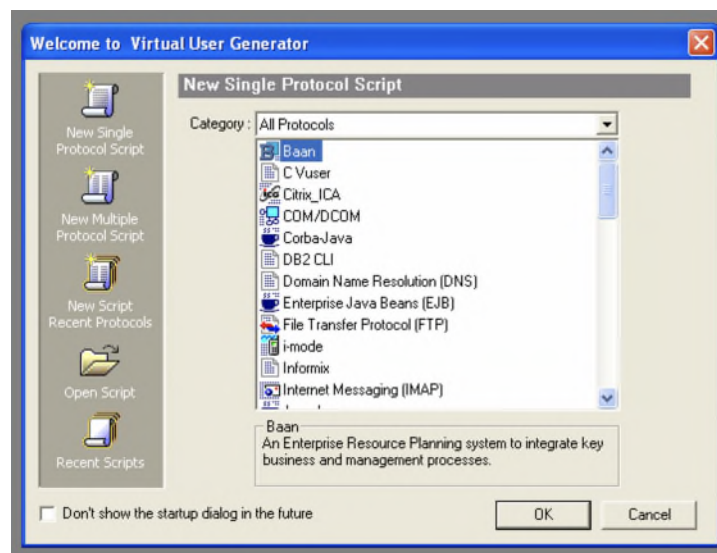 Welcome to Virtual User Generator
New Single
Protocol Script
New Multiple
Protocol Script
New Script
Recent Protocols
Open Script
Recent Scripts
New Single Protocol Script
Category : All Protocols
Baan
C Vuser
Citrix_ICA
COM/DCOM
Corba-Java
DB2 CLI
Domain Name Resolution (DNS)
Enterprise Java Beans (EJB)
File Transfer Protocol (FTP)
i-mode
Informix
Internet Messaging (IMAP)
Baan
An Enterprise Resource Planning system to integrate key
business and management processes.
Don't show the startup dialog in the future
OK
Cancel